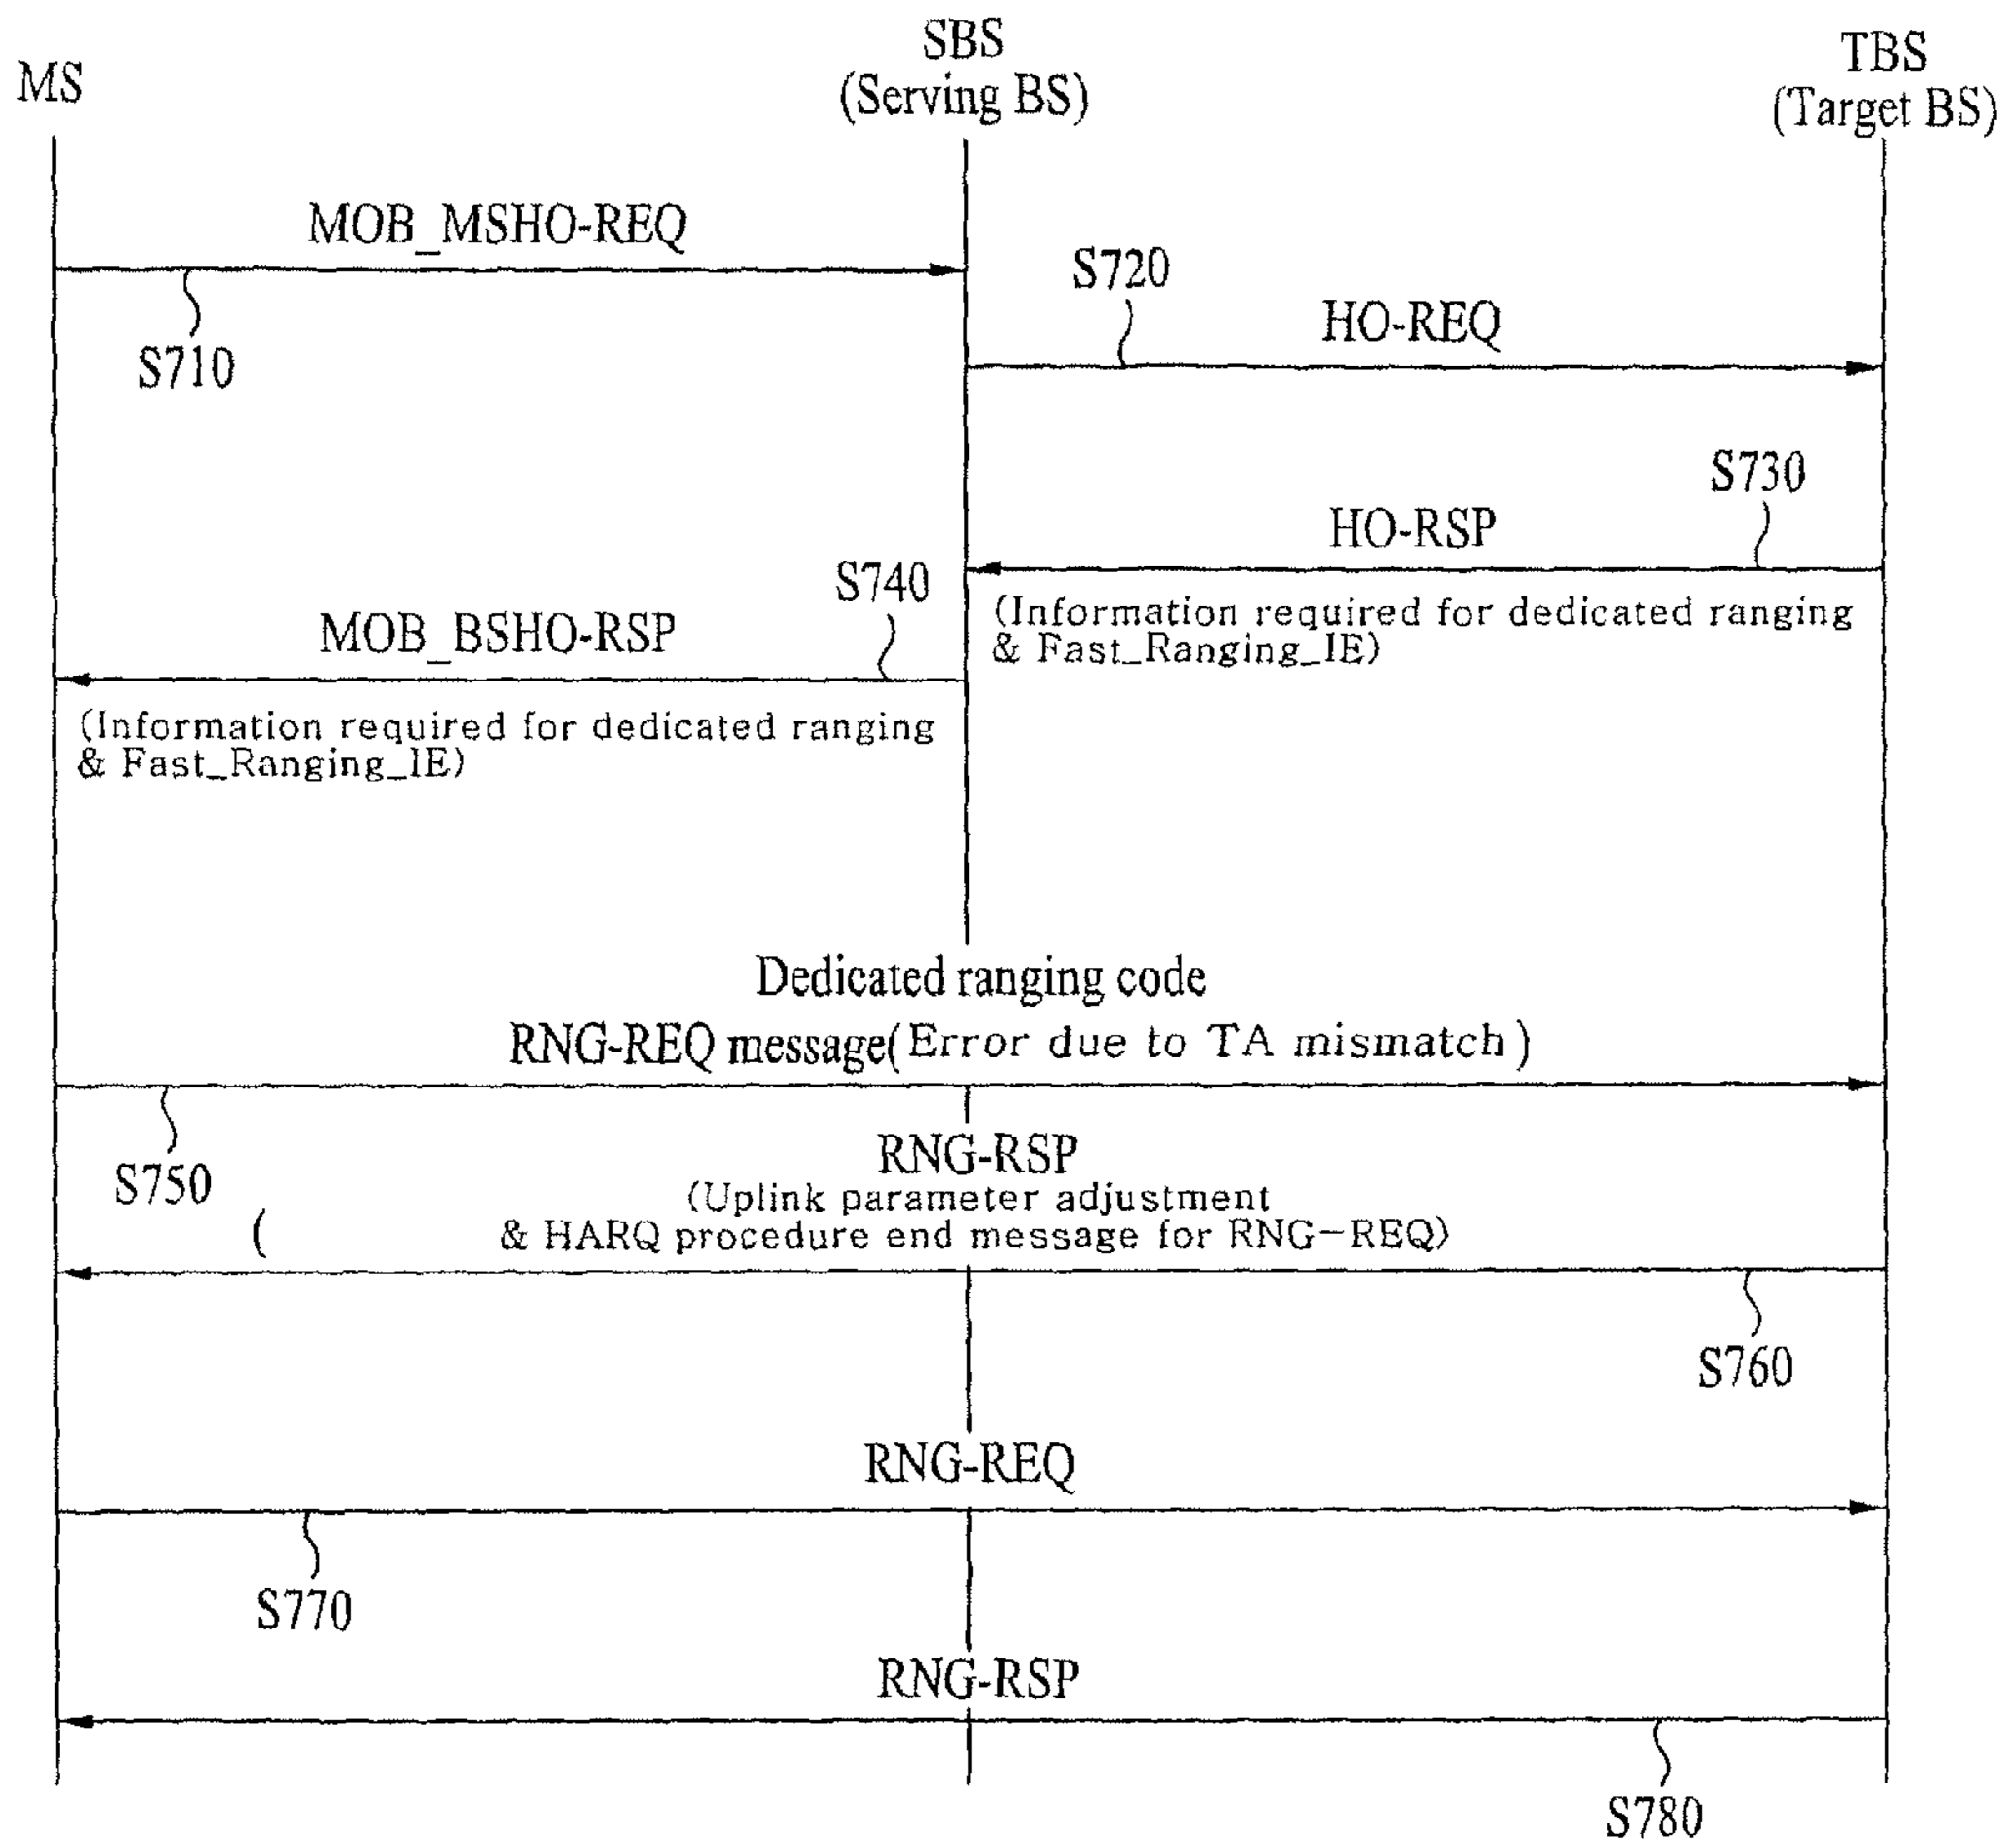 MS
SBS
(Serving BS)
TBS
(Target BS)
MOB_MSHO-REQ
S710
S720
HO-REQ
S730
HO-RSP
(Information required for dedicated ranging
& Fast_Ranging_IE)
S740
MOB_BSHO-RSP
(Information required for dedicated ranging
& Fast_Ranging_IE)
Dedicated ranging code
RNG-REQ message(Error due to TA mismatch)
S750
RNG-RSP
(Uplink parameter adjustment
( & HARQ procedure end message for RNG-REQ)
S760
RNG-REQ
S770
RNG-RSP
S780